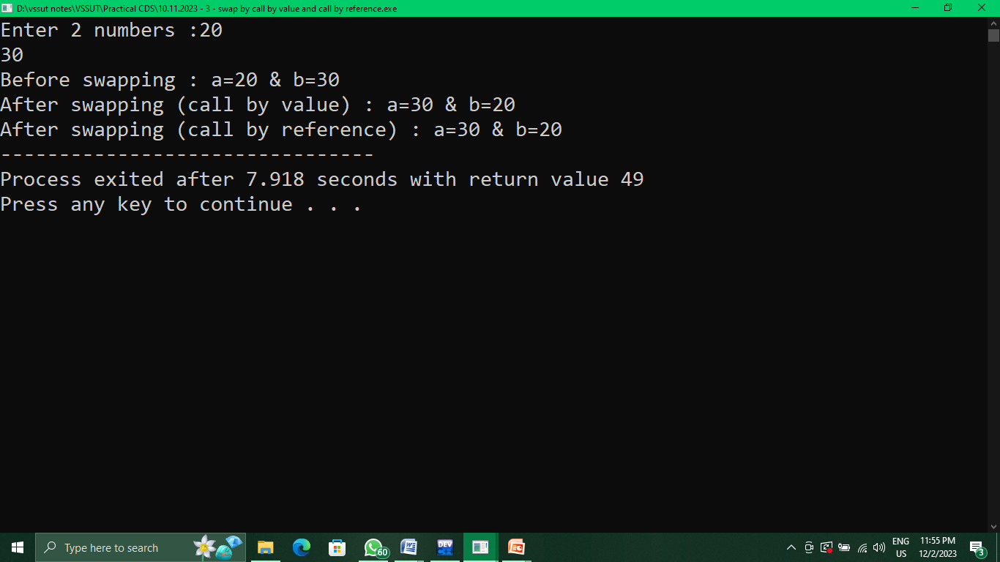 D:\vssut notes\VSSUT\Practical CDS\10.11.2023 - 3 - swap by call by value and call by reference.exe
Enter 2 numbers :20
30
Before swapping : a=20 & b=30
After swapping (call by value) : a=30 & b=20
After swapping (call by reference) : a=30 & b=20
--------------------------------
Process exited after 7.918 seconds with return value 49
Press any key to continue . . .
Type here to search
60
W
DEV
ENG
US
11:55 PM
12/2/2023
3